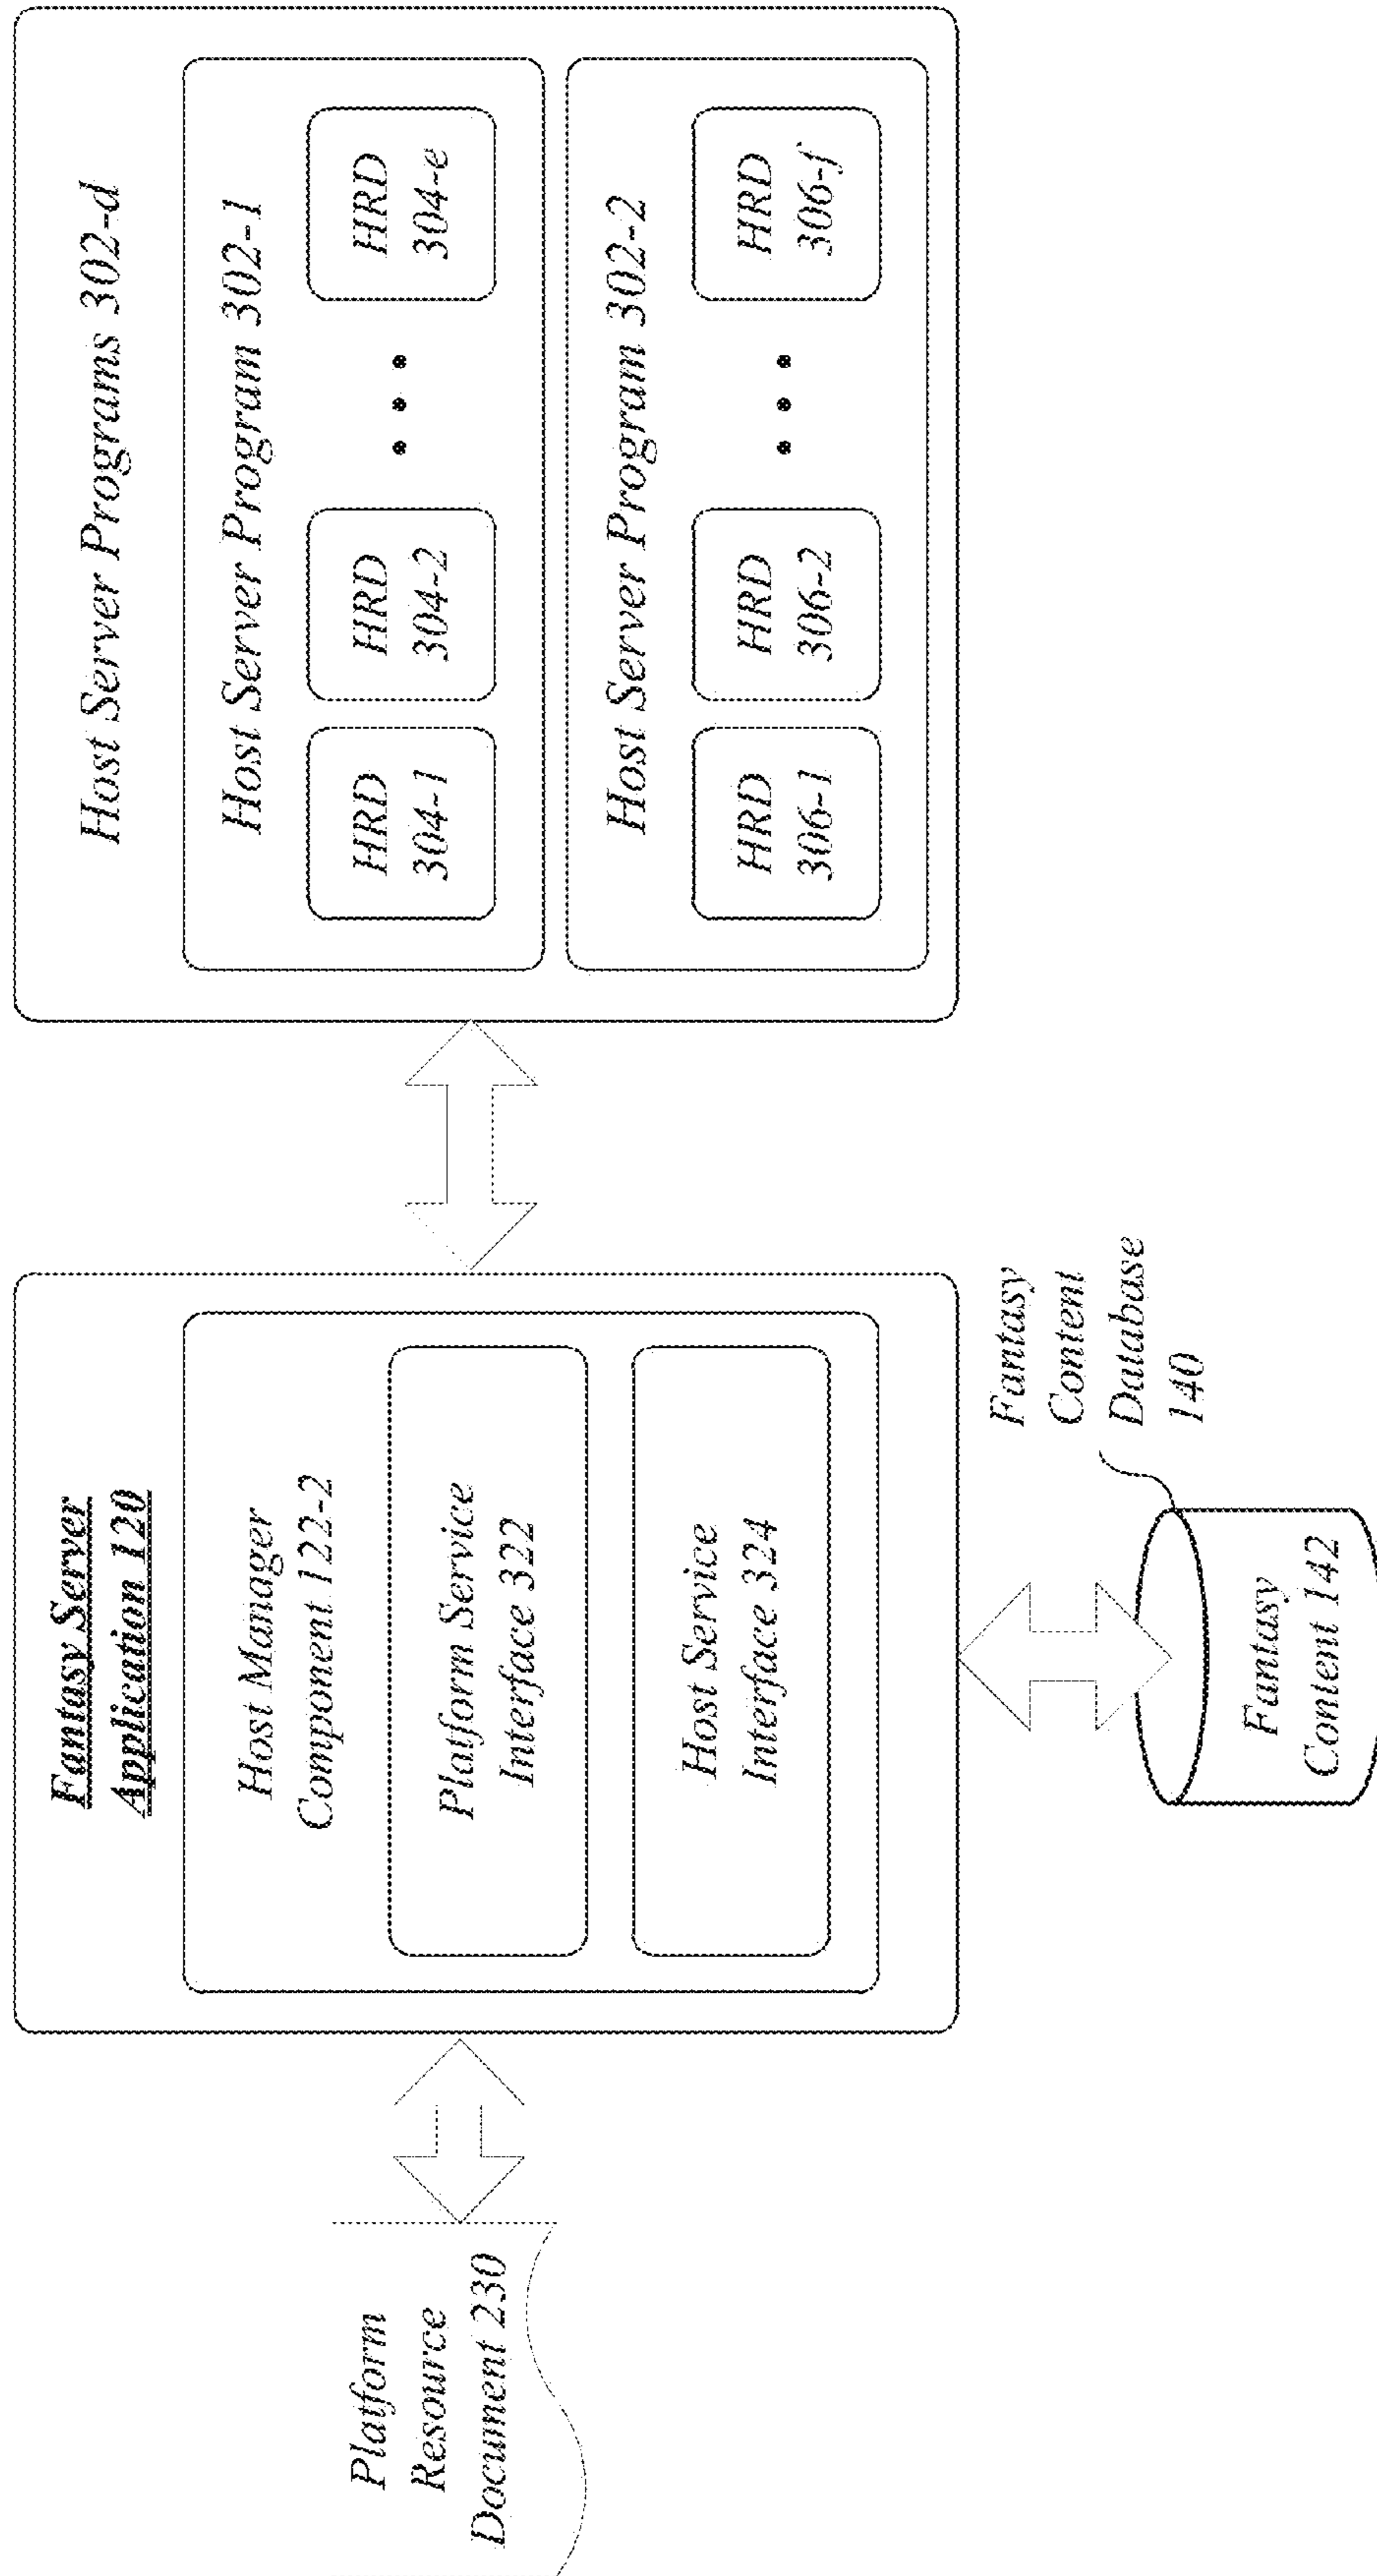 Platform
Resource
Document 230
Fantasy Server
Application 120
Host Manager
Component 122-2
Platform Service
Interface 322
Host Service
Interface 324
Fantasy
Content
Database
140
Fantasy
Content 142
Host Server Programs 302-d
Host Server Program 302-1
HRD
304-1
HRD
304-2
• • •
HRD
304-e
Host Server Program 302-2
HRD
306-1
HRD
306-2
• • •
HRD
306-f